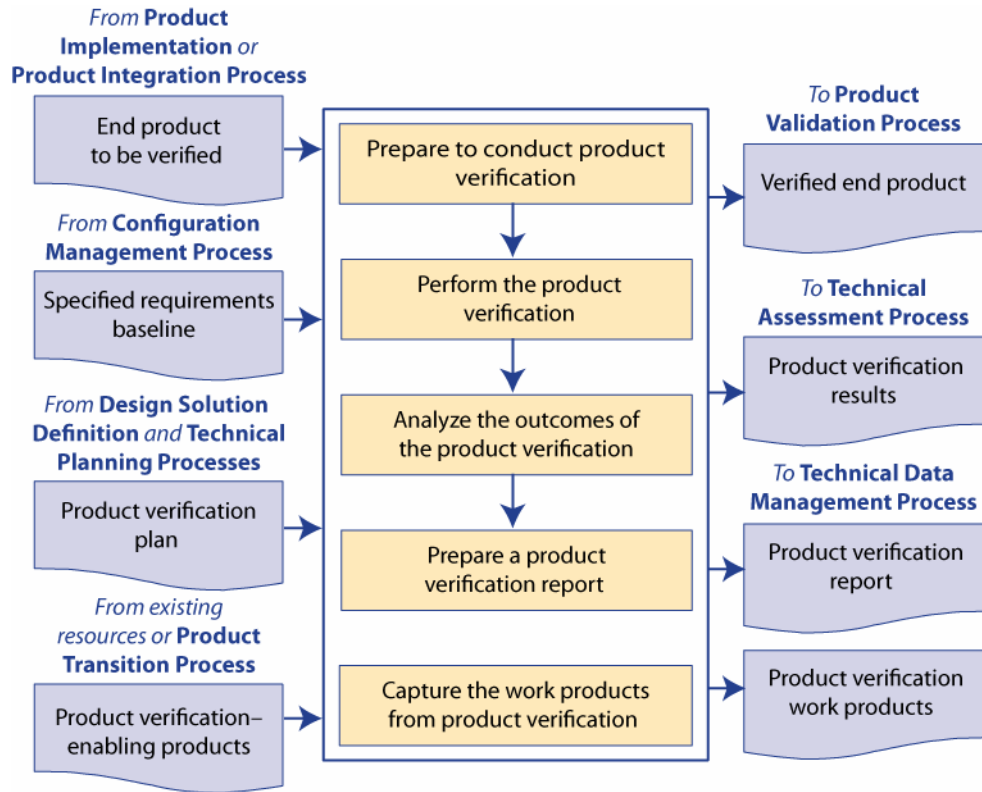 From Product
Implementation or
Product Integration Process
End product
to be verified
From Configuration
Management Process
Specified requirements
baseline
From Design Solution
Definition and Technical
Planning Processes
Product verification
plan
From existing
resources or Product
Transition Process
Product verification–
enabling products
Prepare to conduct product
verification
Perform the product
verification
Analyze the outcomes of
the product verification
Prepare a product
verification report
Capture the work products
from product verification
To Product
Validation Process
Verified end product
To Technical
Assessment Process
Product verification
results
To Technical Data
Management Process
Product verification
report
Product verification
work products